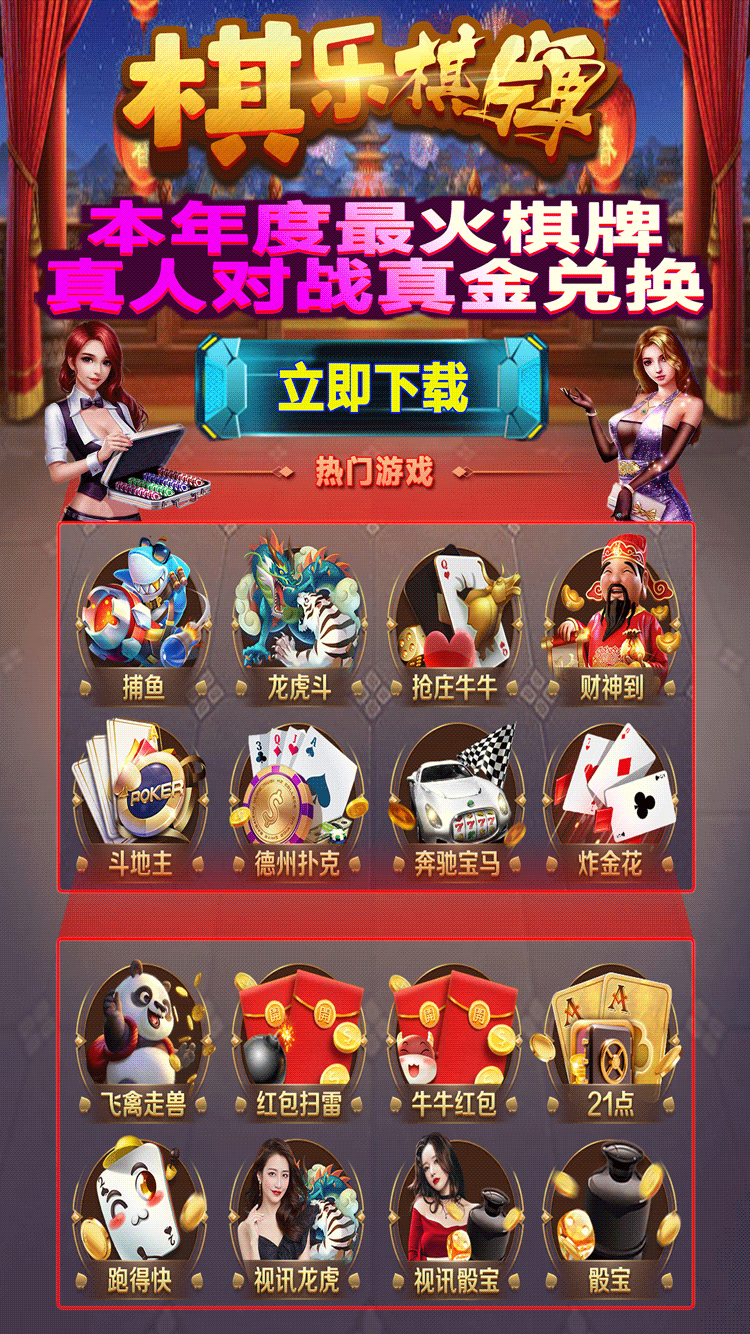 棋乐棋牌
本年度最火棋牌
真人对战真金兑换
立即下载
热门游戏
捕鱼
龙虎斗
抢庄牛牛
财神到
POKER
斗地主
德州扑克
777
奔驰宝马
炸金花
飞禽走兽
红包扫雷
牛牛红包
21点
跑得快
视讯龙虎
视讯骰宝
骰宝